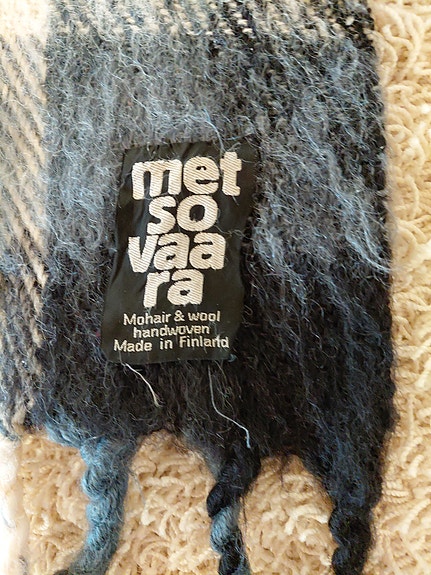 met
so
vaa
ra
Mohair & wool
handwoven
Made in Finland